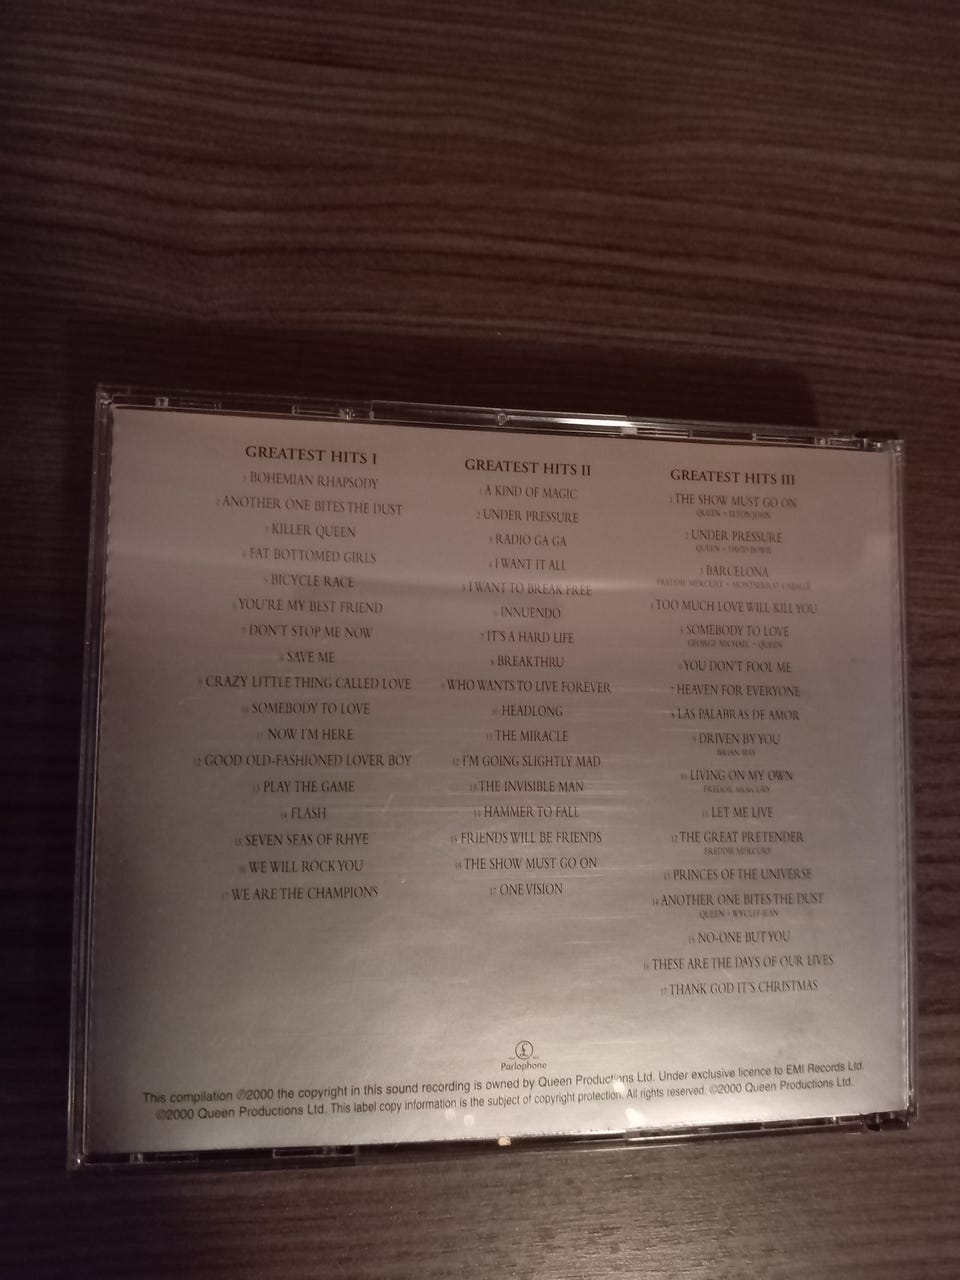 GREATEST HITS I
1 BOHEMIAN RHAPSODY
2 ANOTHER ONE BITES THE DUST
3 KILLER QUEEN
4 FAT BOTTOMED GIRLS
5 BICYCLE RACE
6 YOU'RE MY BEST FRIEND
7 DON'T STOP ME NOW
8 SAVE ME
9 CRAZY LITTLE THING CALLED LOVE
10 SOMEBODY TO LOVE
11 NOW I'M HERE
12 GOOD OLD-FASHIONED LOVER BOY
13 PLAY THE GAME
14 FLASH
15 SEVEN SEAS OF RHYE
16 WE WILL ROCK YOU
17 WE ARE THE CHAMPIONS
GREATEST HITS II
1 A KIND OF MAGIC
2 UNDER PRESSURE
3 RADIO GA GA
4 I WANT IT ALL
5 I WANT TO BREAK FREE
6 INNUENDO
7 IT'S A HARD LIFE
8 BREAKTHRU
9 WHO WANTS TO LIVE FOREVER
10 HEADLONG
11 THE MIRACLE
12 I'M GOING SLIGHTLY MAD
13 THE INVISIBLE MAN
14 HAMMER TO FALL
15 FRIENDS WILL BE FRIENDS
16 THE SHOW MUST GO ON
17 ONE VISION
GREATEST HITS III
1 THE SHOW MUST GO ON
QUEEN + ELTON JOHN
2 UNDER PRESSURE
QUEEN + DAVID BOWIE
3 BARCELONA
FREDDIE MERCURY + MONTSERRAT CABALLÉ
4 TOO MUCH LOVE WILL KILL YOU
5 SOMEBODY TO LOVE
GEORGE MICHAEL + QUEEN
6 YOU DON'T FOOL ME
7 HEAVEN FOR EVERYONE
8 LAS PALABRAS DE AMOR
9 DRIVEN BY YOU
BRIAN MAY
10 LIVING ON MY OWN
FREDDIE MERCURY
11 LET ME LIVE
12 THE GREAT PRETENDER
FREDDIE MERCURY
13 PRINCES OF THE UNIVERSE
14 ANOTHER ONE BITES THE DUST
QUEEN + WYCLEF JEAN
15 NO-ONE BUT YOU
16 THESE ARE THE DAYS OF OUR LIVES
17 THANK GOD IT'S CHRISTMAS
£
Parlophone
This compilation ℗2000 the copyright in this sound recording is owned by Queen Productions Ltd. Under exclusive licence to EMI Records Ltd.
©2000 Queen Productions Ltd. This label copy information is the subject of copyright protection. All rights reserved. ©2000 Queen Productions Ltd.